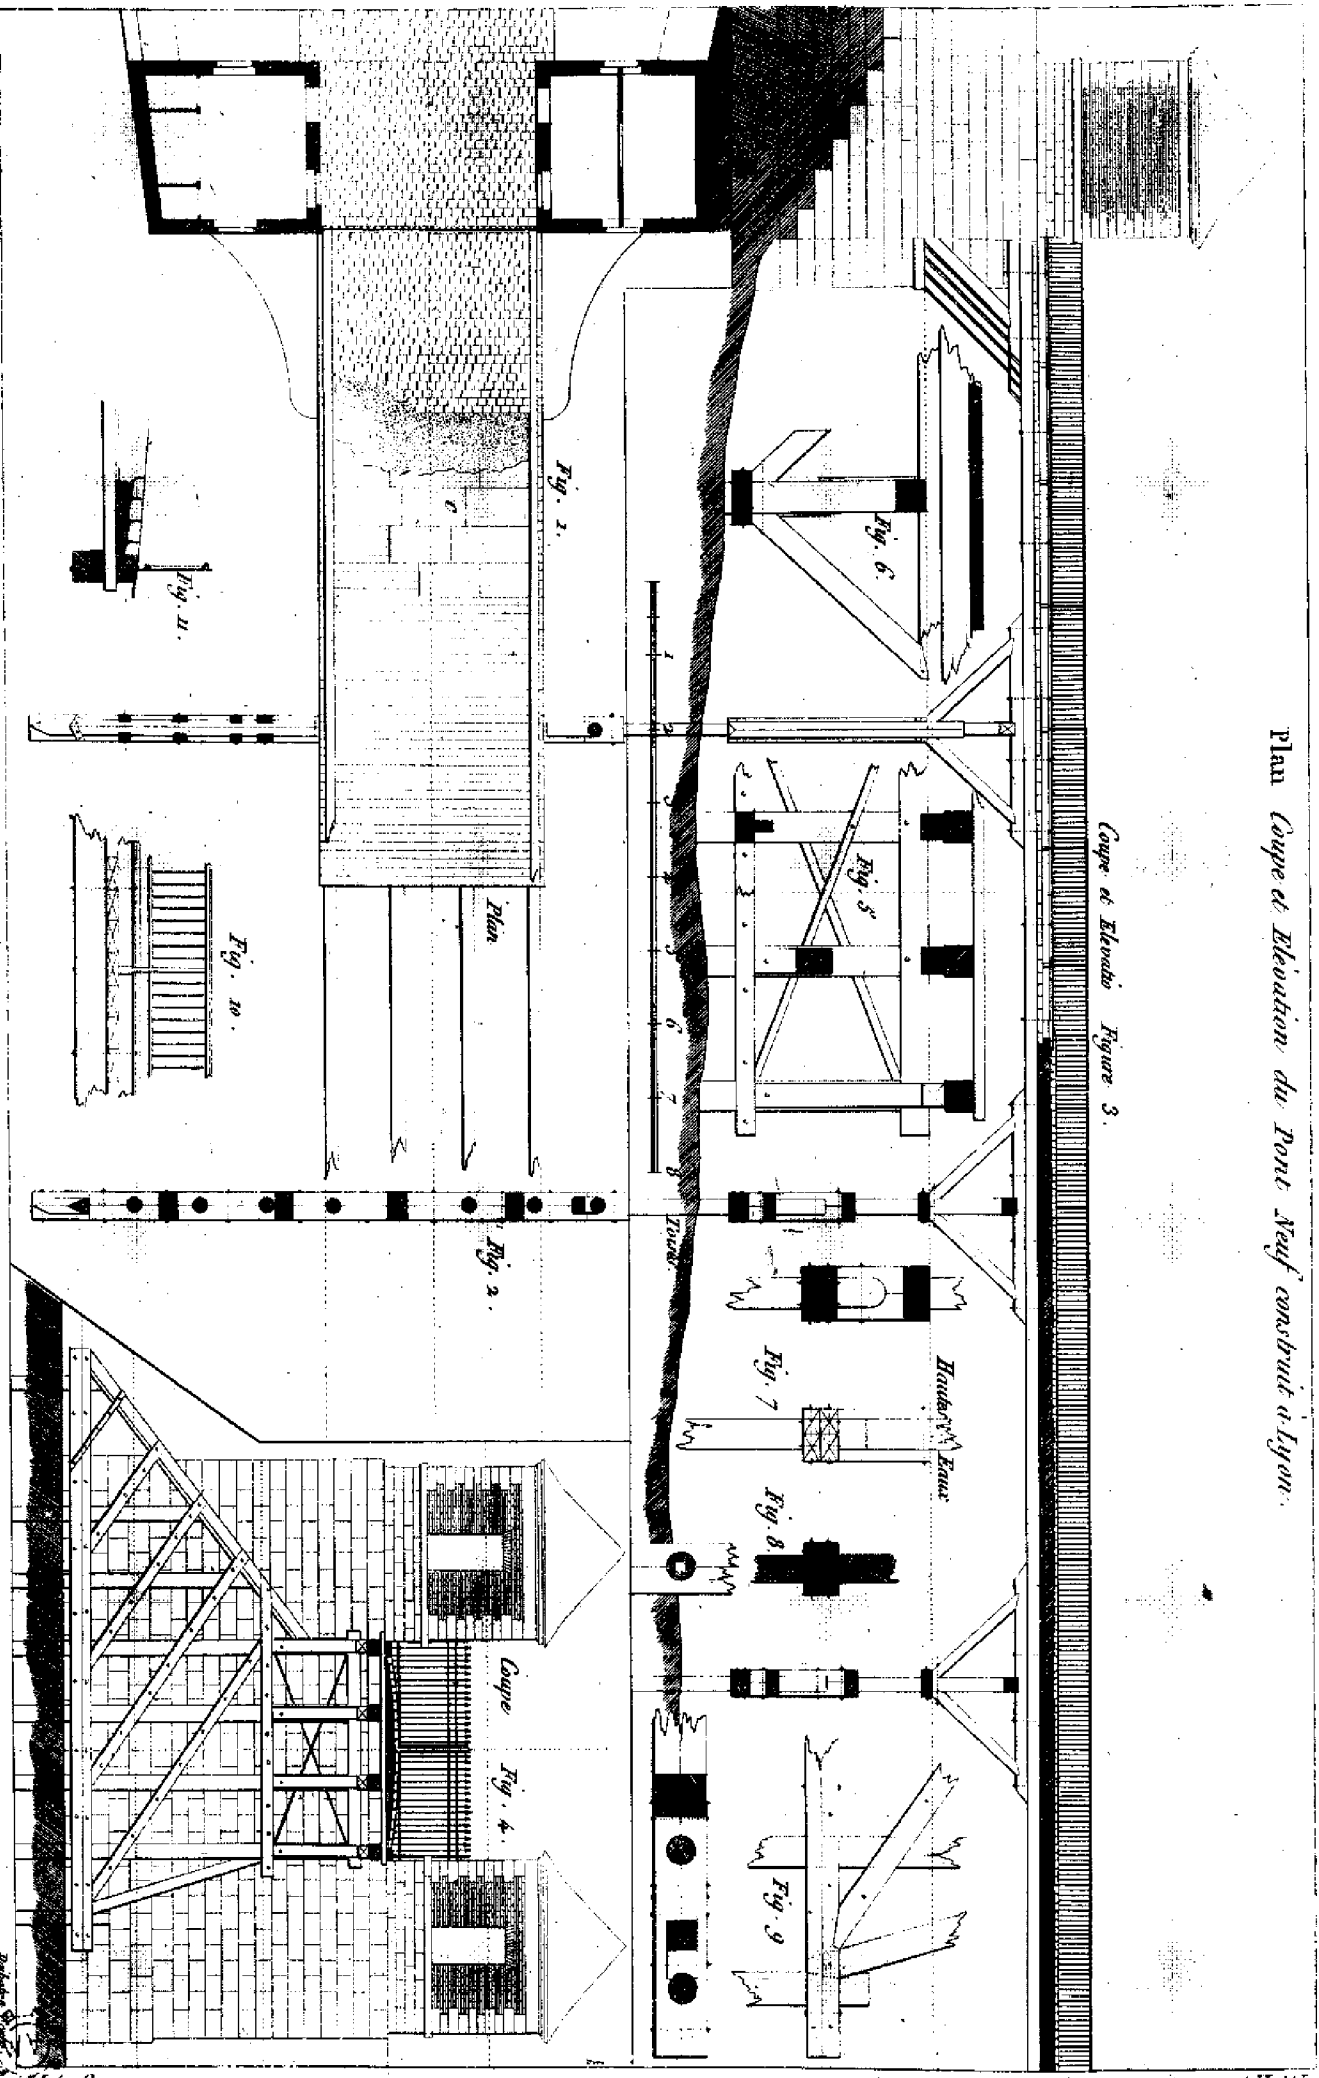 Plan Coupe et Elévation du Pont Neuf construit à Lyon.
Coupe et Elevatio Figure 3.
Fig. 6.
Fig. 5
Hautes Eaux
Fig. 7
Fig. 8
Fig 9
1 2 3 4 5 6 7 8 Toises
Fig. 1.
C
Plan
Fig. 2.
Coupe Fig. 4.
Fig. 11.
Fig. 10.